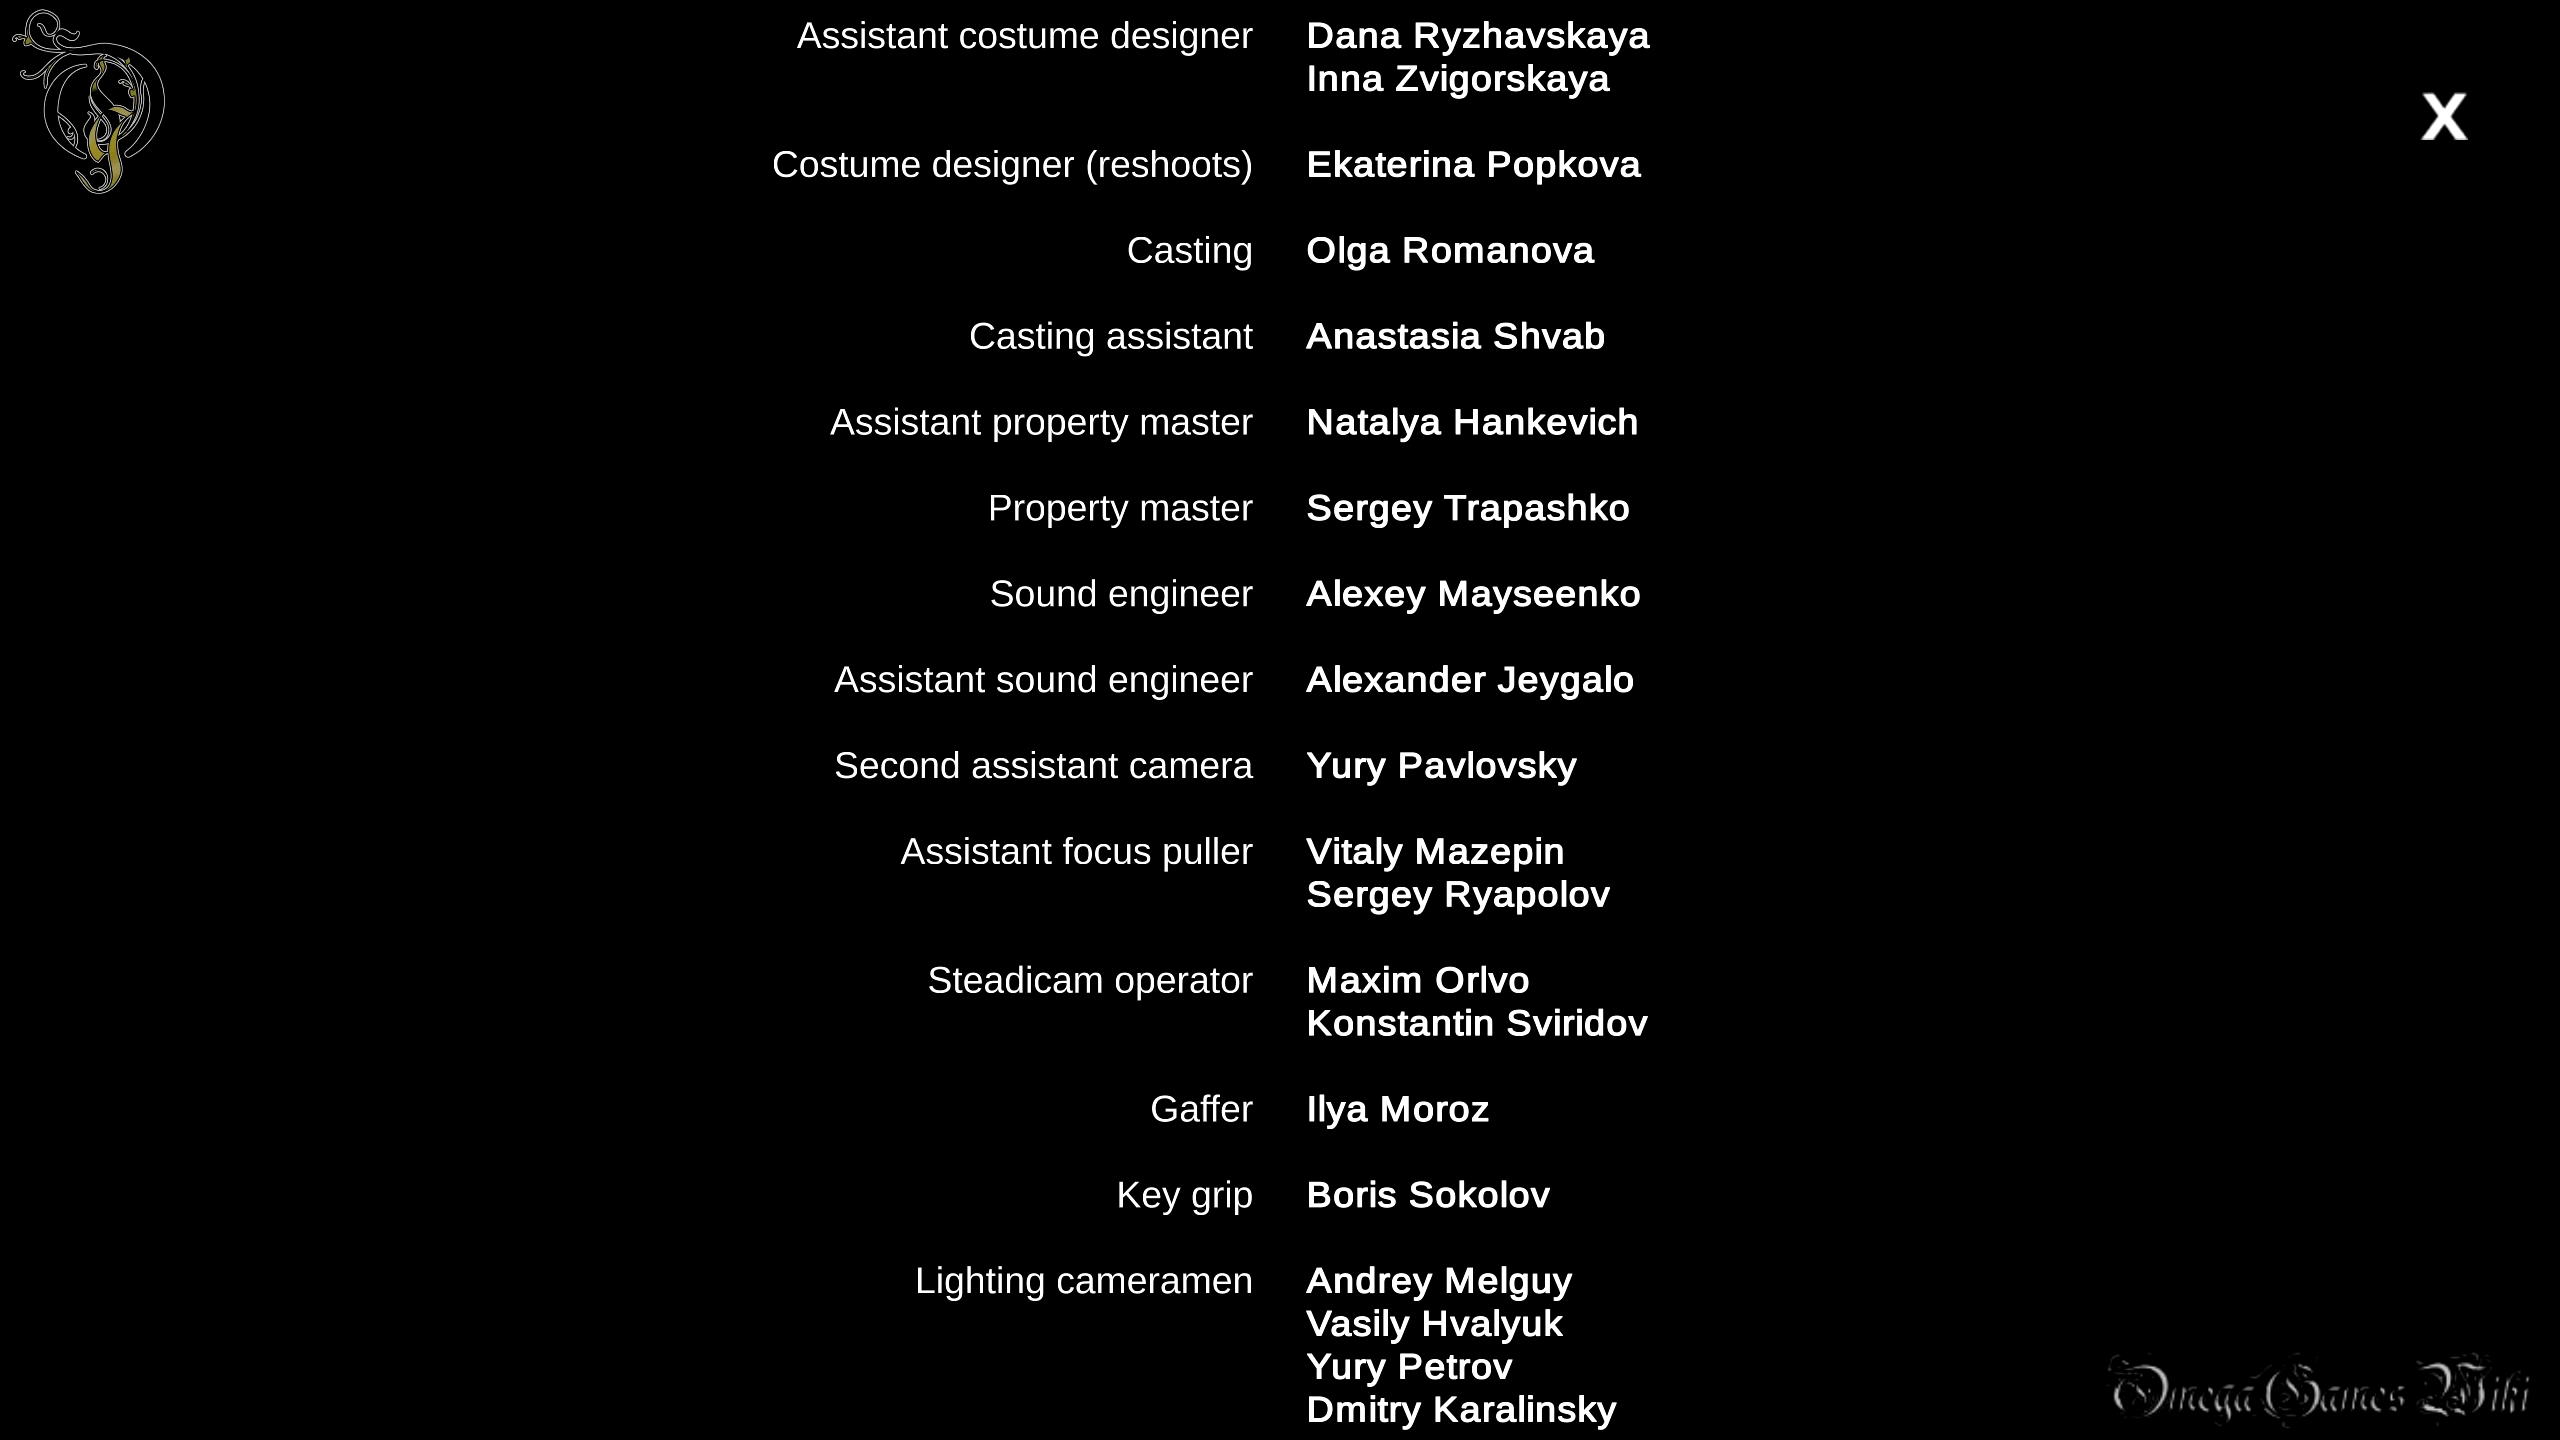 Assistant costume designer Dana Ryzhavskaya
Inna Zvigorskaya
X
Costume designer (reshoots) Ekaterina Popkova
Casting Olga Romanova
Casting assistant Anastasia Shvab
Assistant property master Natalya Hankevich
Property master Sergey Trapashko
Sound engineer Alexey Mayseenko
Assistant sound engineer Alexander Jeygalo
Second assistant camera Yury Pavlovsky
Assistant focus puller Vitaly Mazepin
Sergey Ryapolov
Steadicam operator Maxim Orlvo
Konstantin Sviridov
Gaffer Ilya Moroz
Key grip Boris Sokolov
Lighting cameramen Andrey Melguy
Vasily Hvalyuk
Yury Petrov
Dmitry Karalinsky
Omega Games Wiki